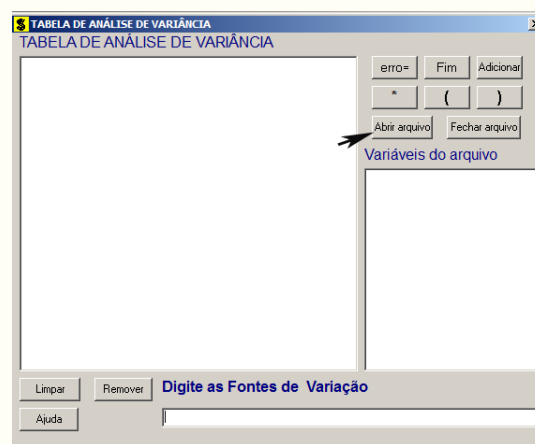 TABELA DE ANÁLISE DE VARIÂNCIA
TABELA DE ANÁLISE DE VARIÂNCIA
erro= Fim Adicionar
* ( )
Abrir arquivo Fechar arquivo
Variáveis do arquivo
Limpar Remover Digite as Fontes de Variação
Ajuda